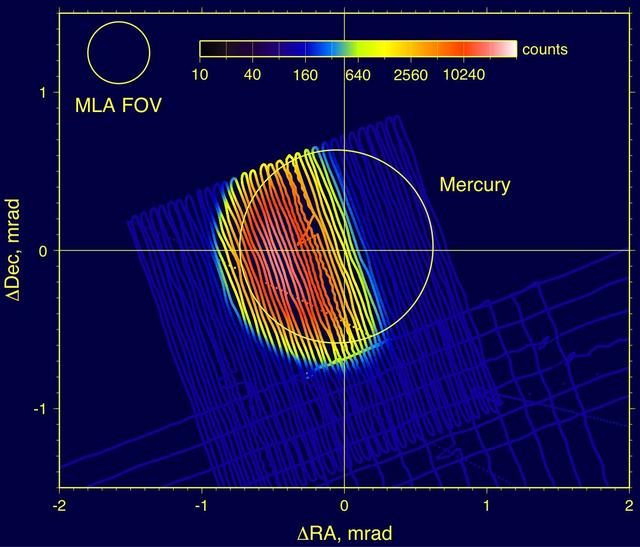 MLA FOV
counts
10 40 160 640 2560 10240
Mercury
1
0
-1
ΔDec, mrad
-2 -1 0 1 2
ΔRA, mrad